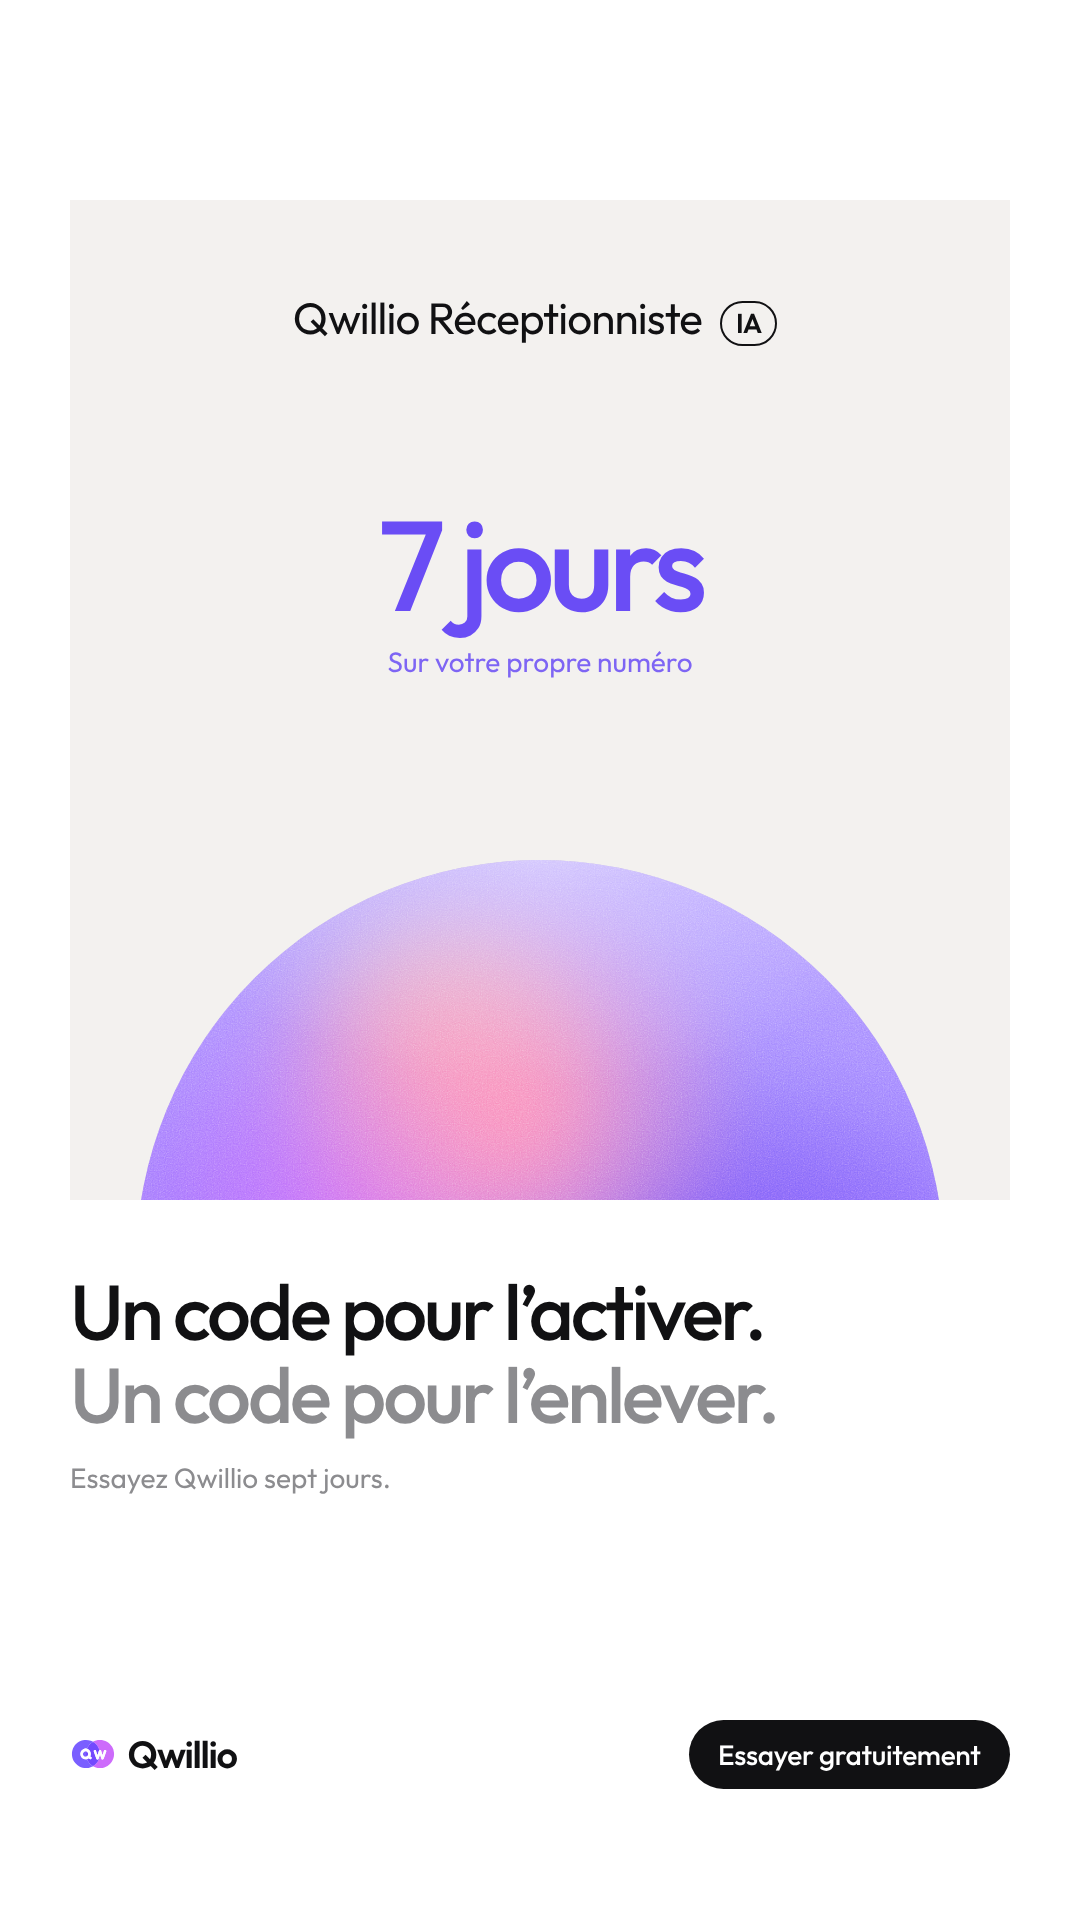 Qwillio Réceptionniste IA
7 jours
Sur votre propre numéro
Un code pour l’activer.
Un code pour l’enlever.
Essayez Qwillio sept jours.
QW Qwillio
Essayer gratuitement